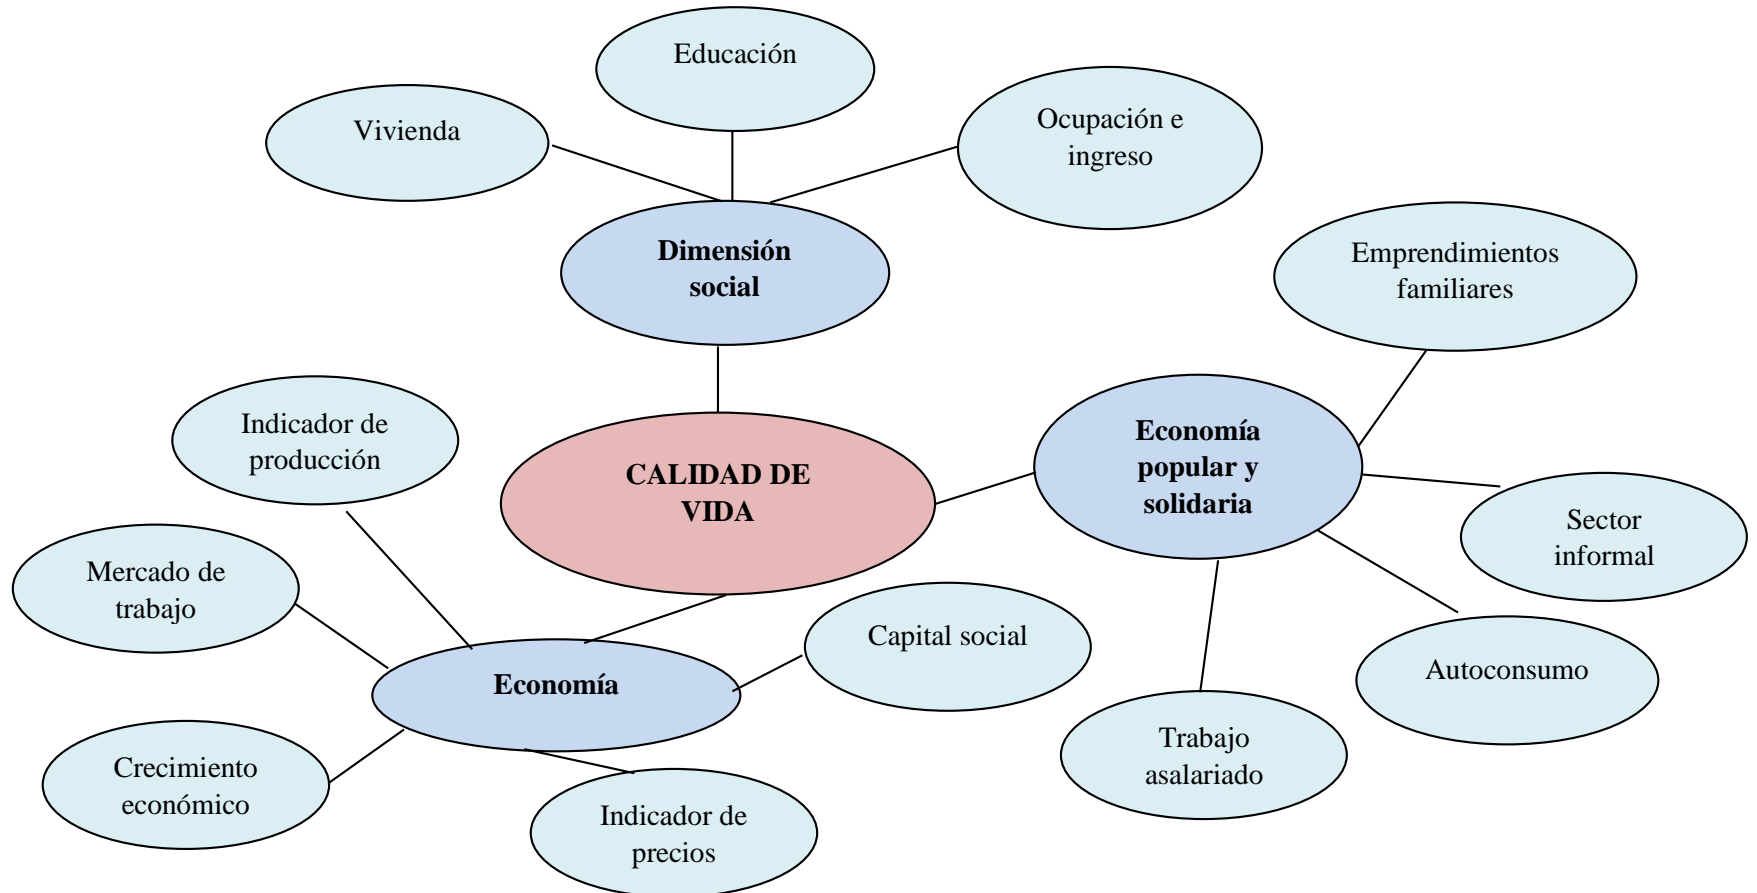 Educación
Vivienda
Ocupación e
ingreso
Dimensión
social
Emprendimientos
familiares
Indicador de
producción
Economía
popular y
solidaria
CALIDAD DE
VIDA
Sector
informal
Mercado de
trabajo
Capital social
Autoconsumo
Economía
Trabajo
asalariado
Crecimiento
económico
Indicador de
precios